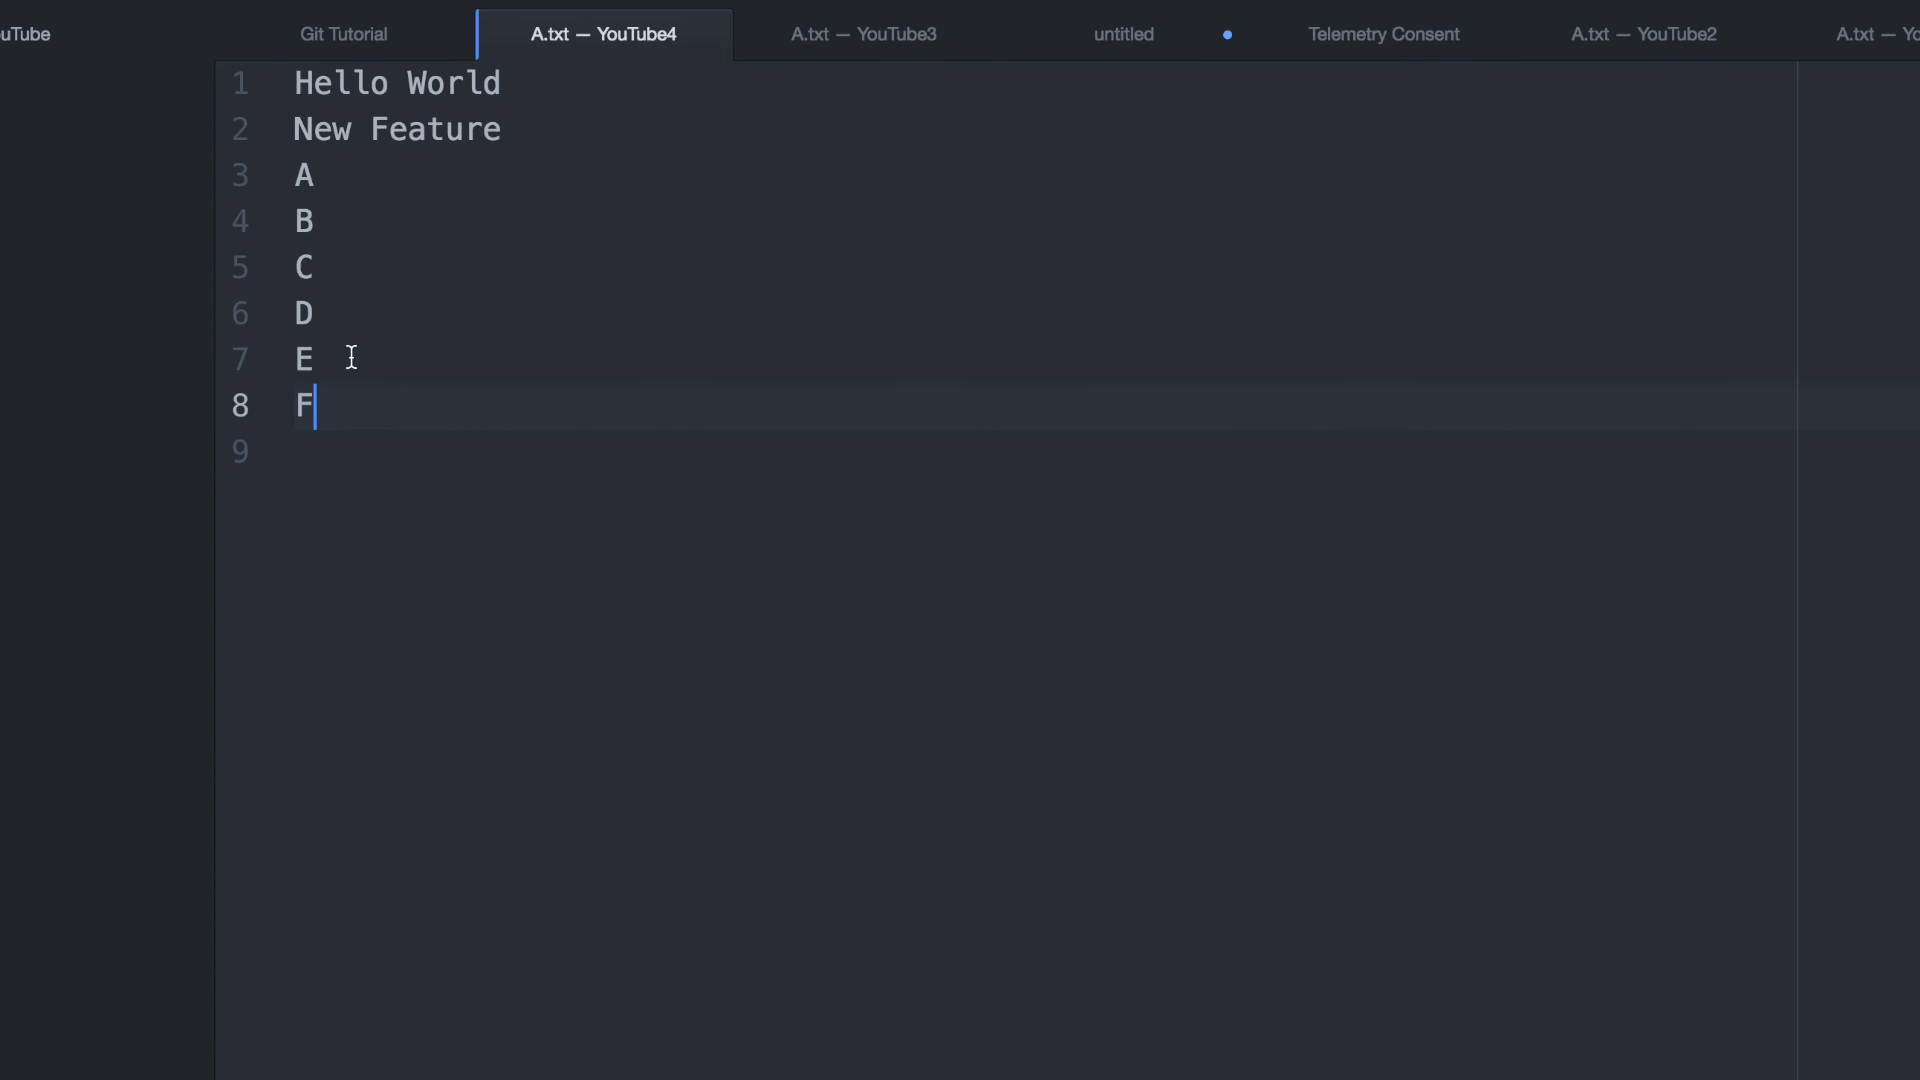 uTube
Git Tutorial
A.txt — YouTube4
A.txt — YouTube3
untitled
Telemetry Consent
A.txt — YouTube2
A.txt — Yo
1 Hello World
2 New Feature
3 A
4 B
5 C
6 D
7 E
8 F
9